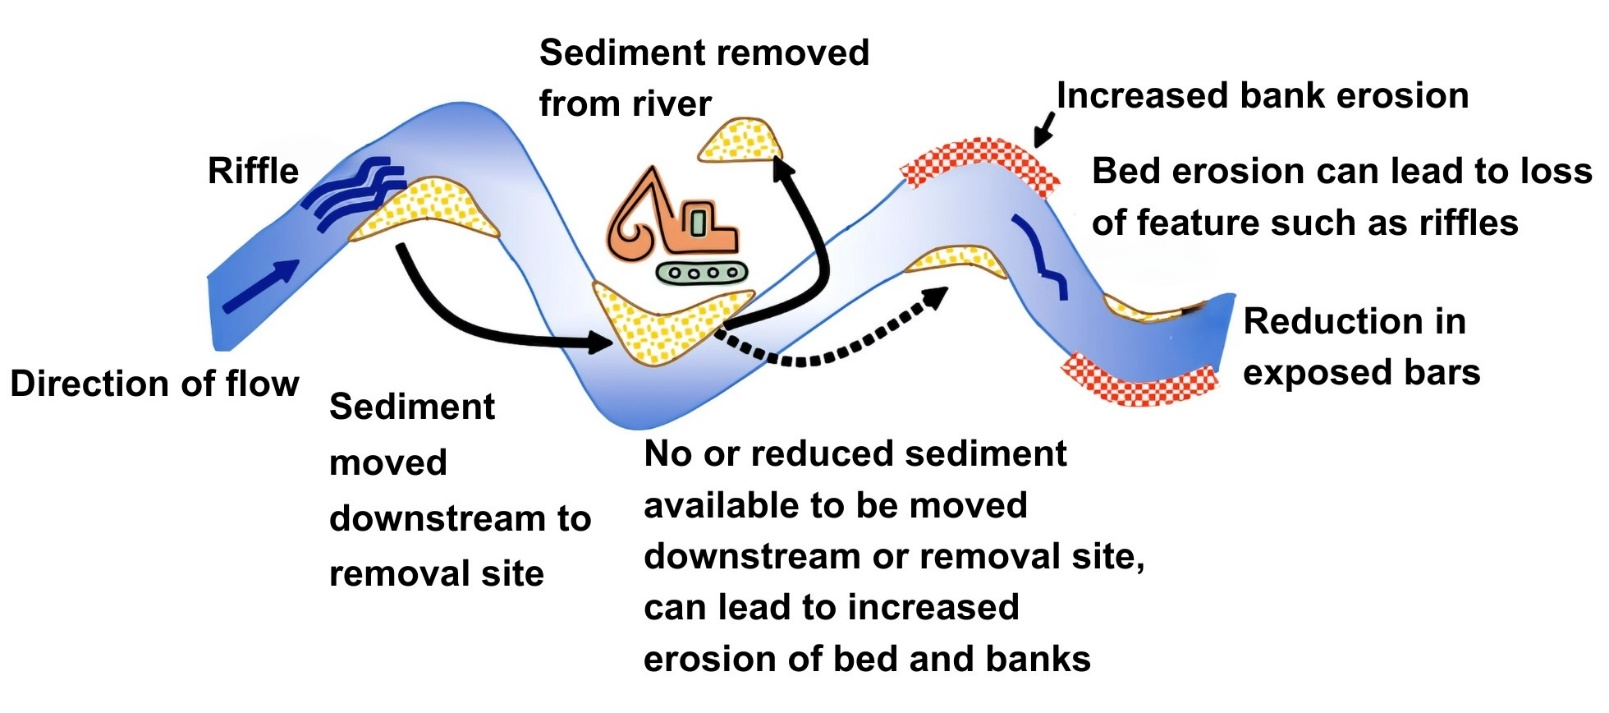 Sediment removed
from river
Increased bank erosion
Riffle
Bed erosion can lead to loss
of feature such as riffles
Reduction in
exposed bars
Direction of flow
Sediment
moved
downstream to
removal site
No or reduced sediment
available to be moved
downstream or removal site,
can lead to increased
erosion of bed and banks